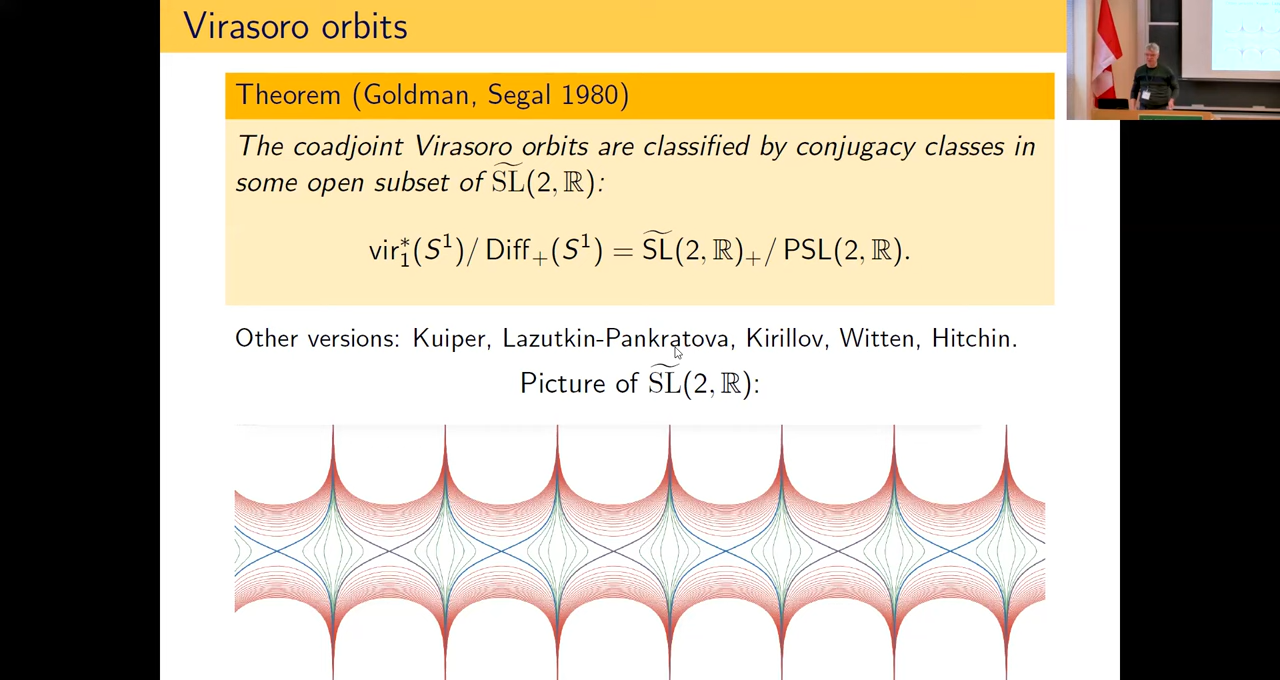 Virasoro orbits
Theorem (Goldman, Segal 1980)
The coadjoint Virasoro orbits are classified by conjugacy classes in
some open subset of S͠L(2, ℝ):
vir₁*(S¹)/ Diff₊(S¹) = S͠L(2, ℝ)₊/ PSL(2, ℝ).
Other versions: Kuiper, Lazutkin-Pankratova, Kirillov, Witten, Hitchin.
Picture of S͠L(2, ℝ):